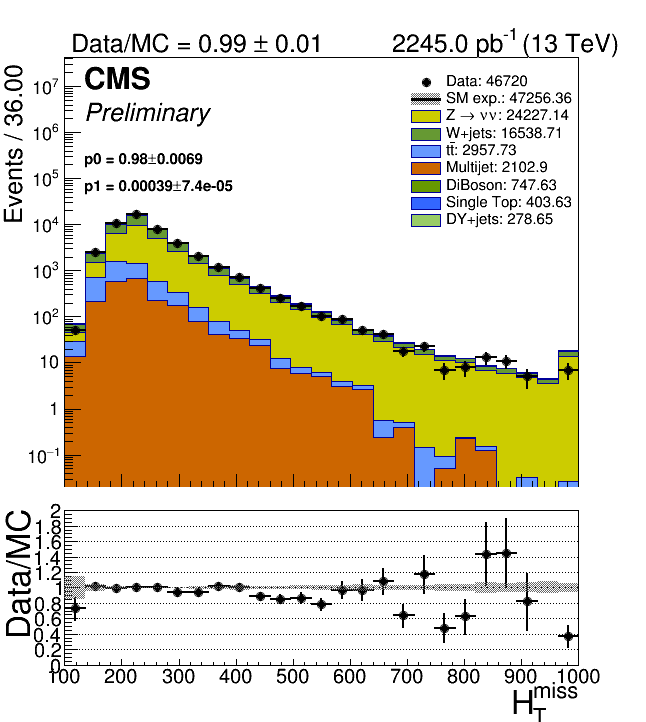 Data/MC = 0.99 ± 0.01 2245.0 pb⁻¹ (13 TeV)
Events / 36.00
CMS
Preliminary
p0 = 0.98±0.0069
p1 = 0.00039±7.4e-05
Data: 46720
SM exp.: 47256.36
Z → νν: 24227.14
W+jets: 16538.71
tt̄: 2957.73
Multijet: 2102.9
DiBoson: 747.63
Single Top: 403.63
DY+jets: 278.65
10⁷
10⁶
10⁵
10⁴
10³
10²
10
1
10⁻¹
Data/MC
2
1.8
1.6
1.4
1.2
1
0.8
0.6
0.4
0.2
0
100 200 300 400 500 600 700 800 900 1000
H_T^miss